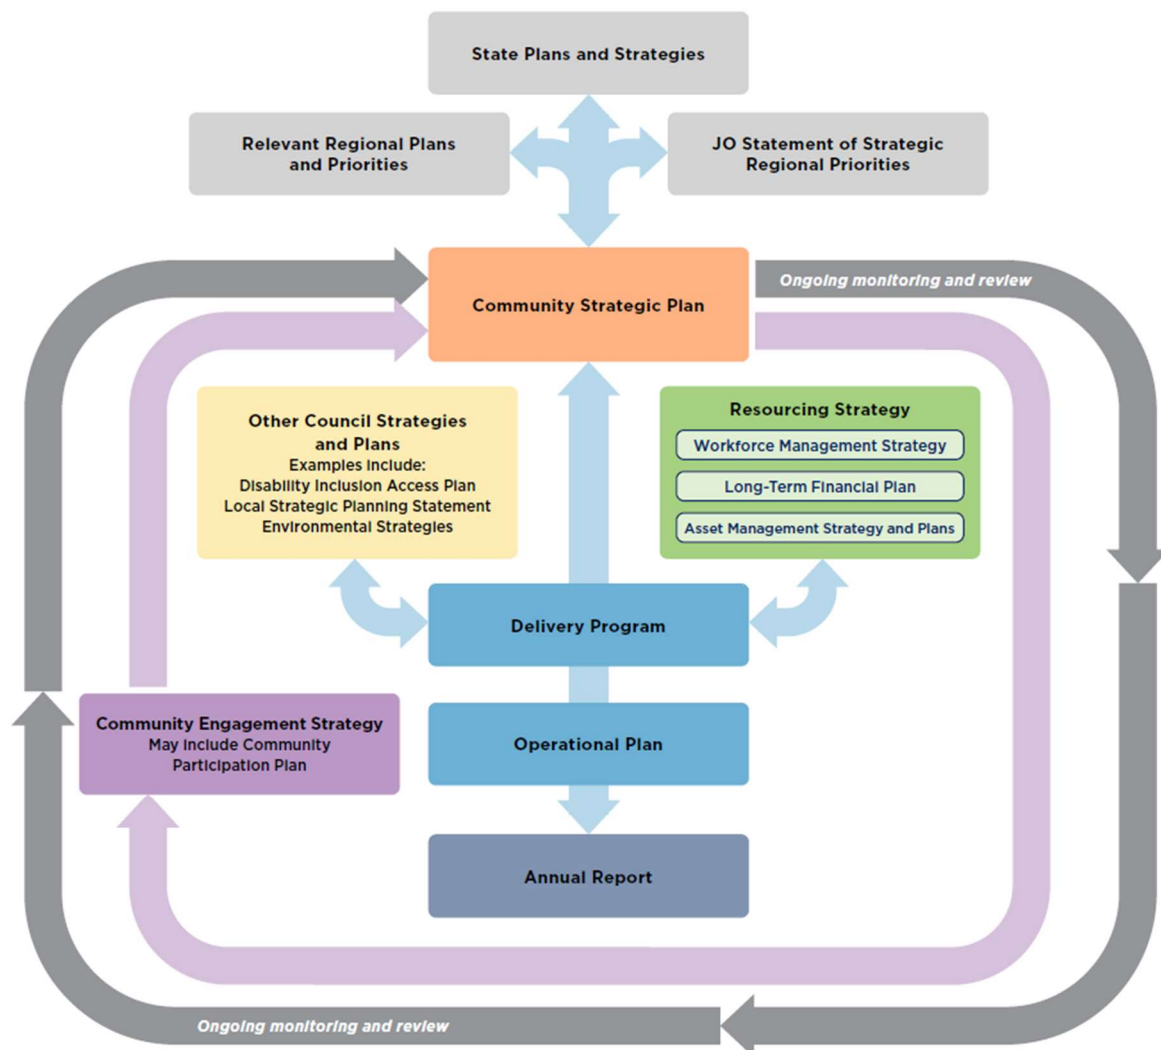 State Plans and Strategies
Relevant Regional Plans
and Priorities
JO Statement of Strategic
Regional Priorities
Community Strategic Plan
Ongoing monitoring and review
Other Council Strategies
and Plans
Examples include:
Disability Inclusion Access Plan
Local Strategic Planning Statement
Environmental Strategies
Resourcing Strategy
Workforce Management Strategy
Long-Term Financial Plan
Asset Management Strategy and Plans
Delivery Program
Community Engagement Strategy
May include Community
Participation Plan
Operational Plan
Annual Report
Ongoing monitoring and review